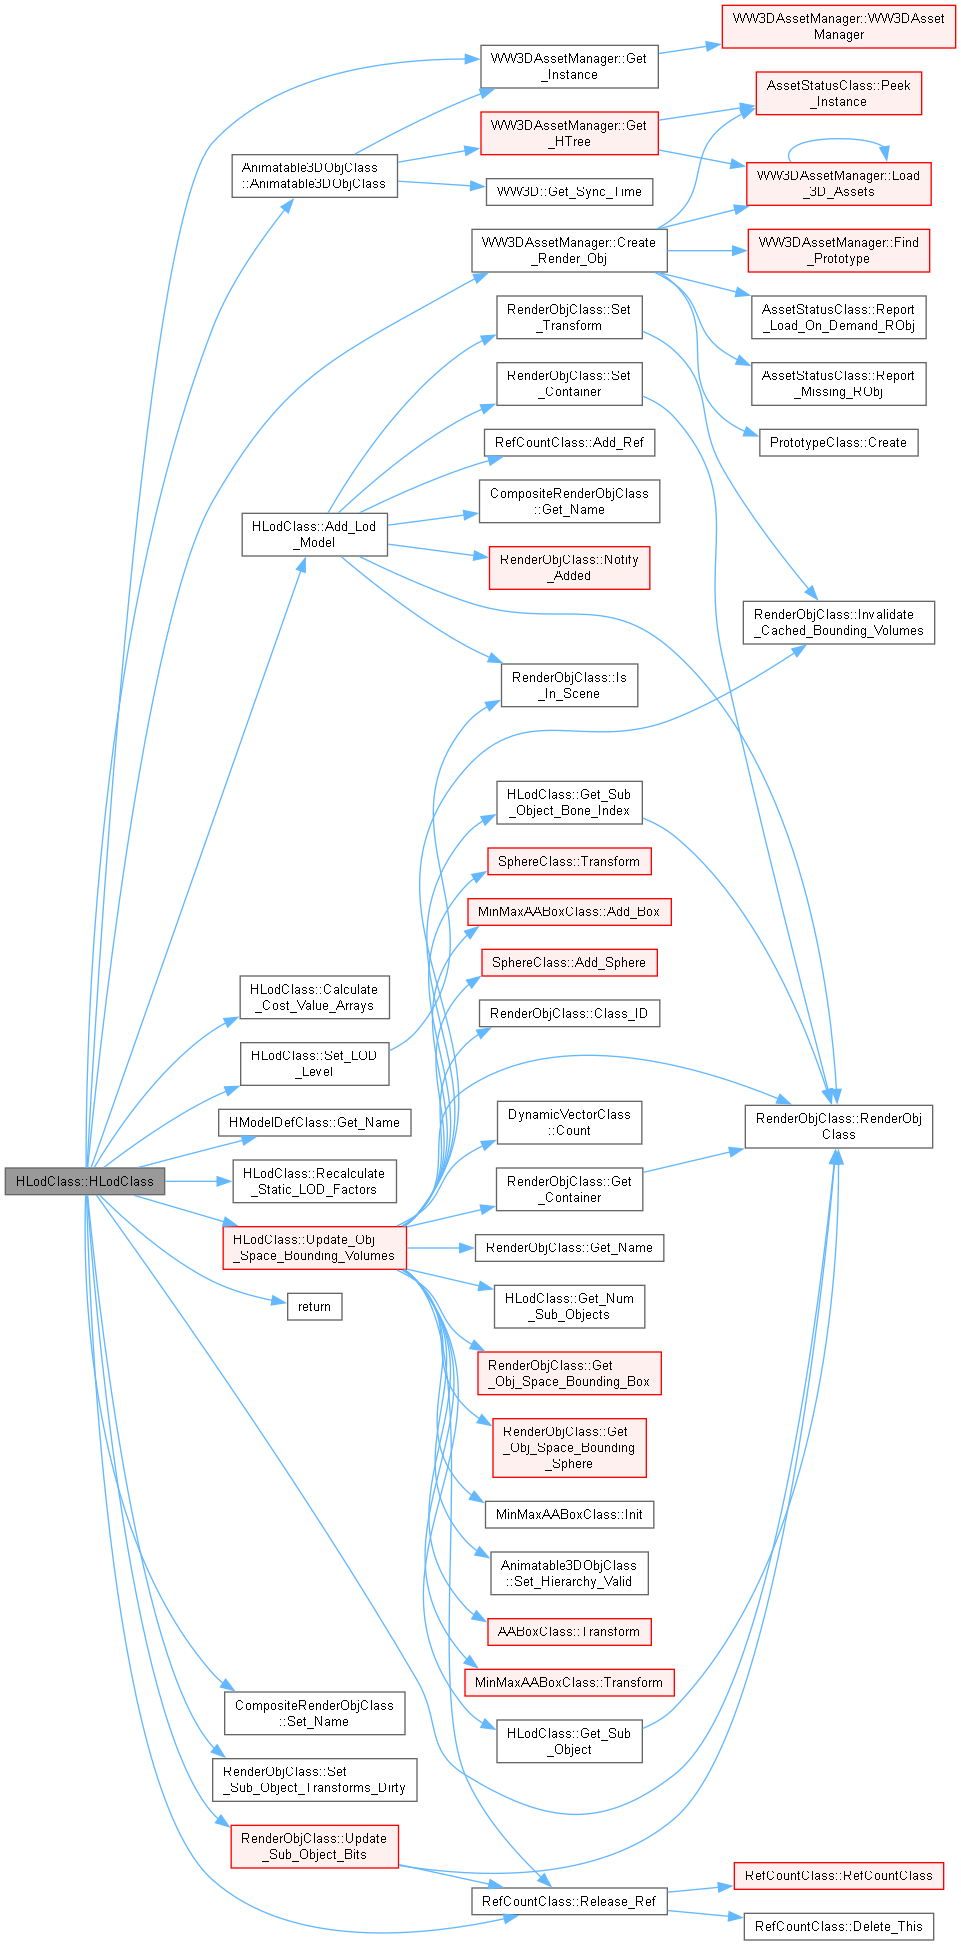 WW3DAssetManager::WW3DAsset
Manager
WW3DAssetManager::Get
_Instance
AssetStatusClass::Peek
_Instance
WW3DAssetManager::Get
_HTree
Animatable3DObjClass
::Animatable3DObjClass
WW3DAssetManager::Load
_3D_Assets
WW3D::Get_Sync_Time
WW3DAssetManager::Create
_Render_Obj
WW3DAssetManager::Find
_Prototype
RenderObjClass::Set
_Transform
AssetStatusClass::Report
_Load_On_Demand_RObj
RenderObjClass::Set
_Container
AssetStatusClass::Report
_Missing_RObj
RefCountClass::Add_Ref
PrototypeClass::Create
CompositeRenderObjClass
::Get_Name
HLodClass::Add_Lod
_Model
RenderObjClass::Notify
_Added
RenderObjClass::Invalidate
_Cached_Bounding_Volumes
RenderObjClass::Is
_In_Scene
HLodClass::Get_Sub
_Object_Bone_Index
SphereClass::Transform
MinMaxAABoxClass::Add_Box
SphereClass::Add_Sphere
HLodClass::Calculate
_Cost_Value_Arrays
RenderObjClass::Class_ID
HLodClass::Set_LOD
_Level
HModelDefClass::Get_Name
DynamicVectorClass
::Count
RenderObjClass::RenderObj
Class
HLodClass::HLodClass
HLodClass::Recalculate
_Static_LOD_Factors
RenderObjClass::Get
_Container
HLodClass::Update_Obj
_Space_Bounding_Volumes
RenderObjClass::Get_Name
return
HLodClass::Get_Num
_Sub_Objects
RenderObjClass::Get
_Obj_Space_Bounding_Box
RenderObjClass::Get
_Obj_Space_Bounding
_Sphere
MinMaxAABoxClass::Init
Animatable3DObjClass
::Set_Hierarchy_Valid
AABoxClass::Transform
MinMaxAABoxClass::Transform
CompositeRenderObjClass
::Set_Name
HLodClass::Get_Sub
_Object
RenderObjClass::Set
_Sub_Object_Transforms_Dirty
RenderObjClass::Update
_Sub_Object_Bits
RefCountClass::RefCountClass
RefCountClass::Release_Ref
RefCountClass::Delete_This